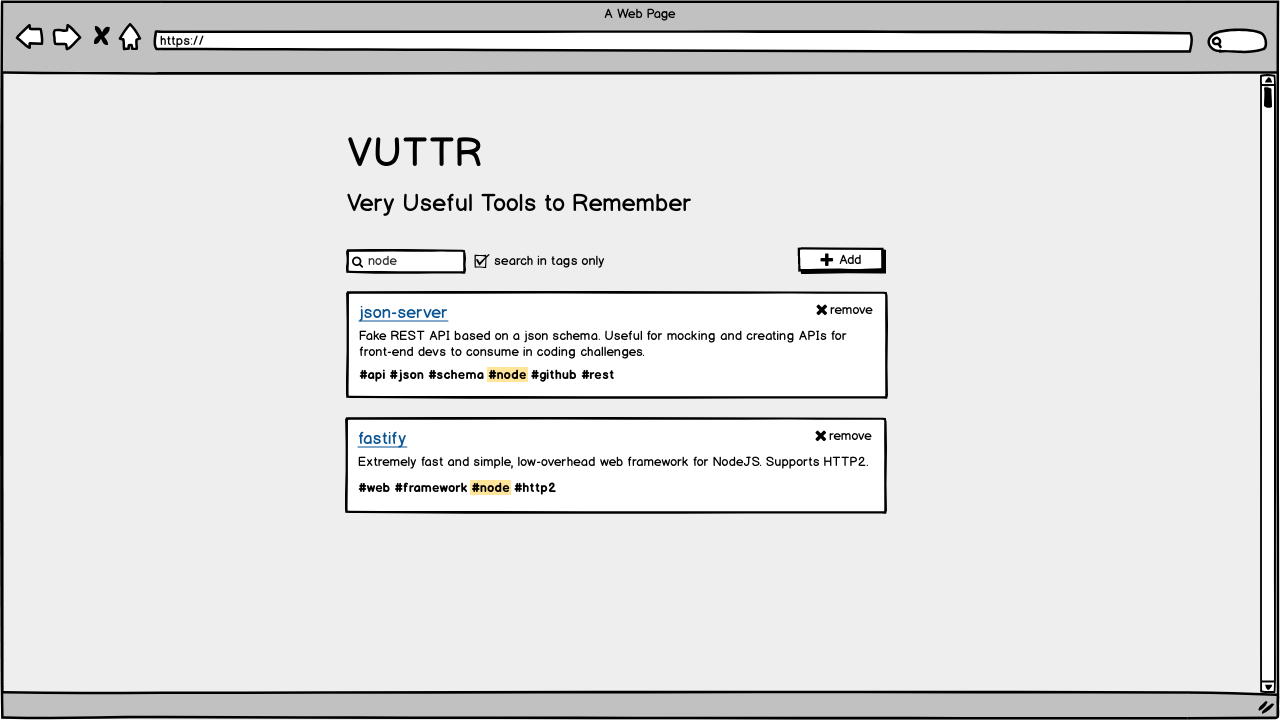 A Web Page
https://
VUTTR
Very Useful Tools to Remember
node
search in tags only
Add
json-server
remove
Fake REST API based on a json schema. Useful for mocking and creating APIs for
front-end devs to consume in coding challenges.
#api #json #schema #node #github #rest
fastify
remove
Extremely fast and simple, low-overhead web framework for NodeJS. Supports HTTP2.
#web #framework #node #http2